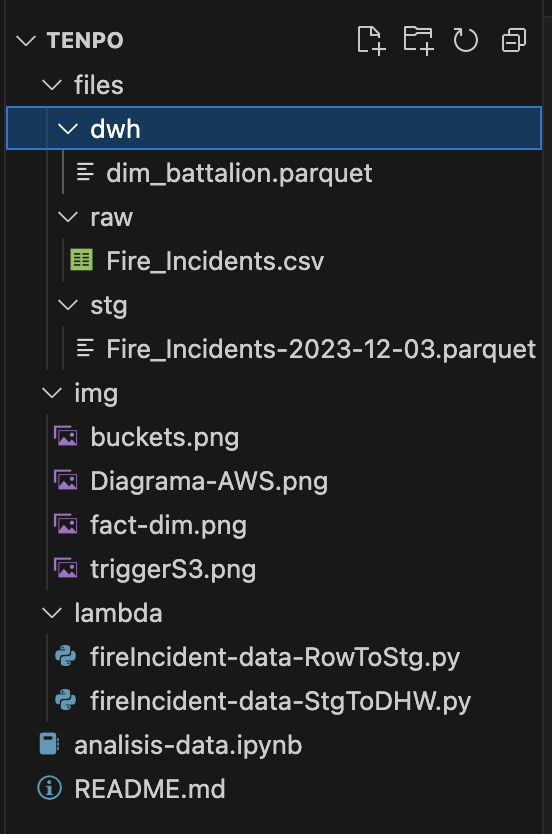 TENPO
files
dwh
dim_battalion.parquet
raw
Fire_Incidents.csv
stg
Fire_Incidents-2023-12-03.parquet
img
buckets.png
Diagrama-AWS.png
fact-dim.png
triggerS3.png
lambda
fireIncident-data-RowToStg.py
fireIncident-data-StgToDHW.py
analisis-data.ipynb
README.md